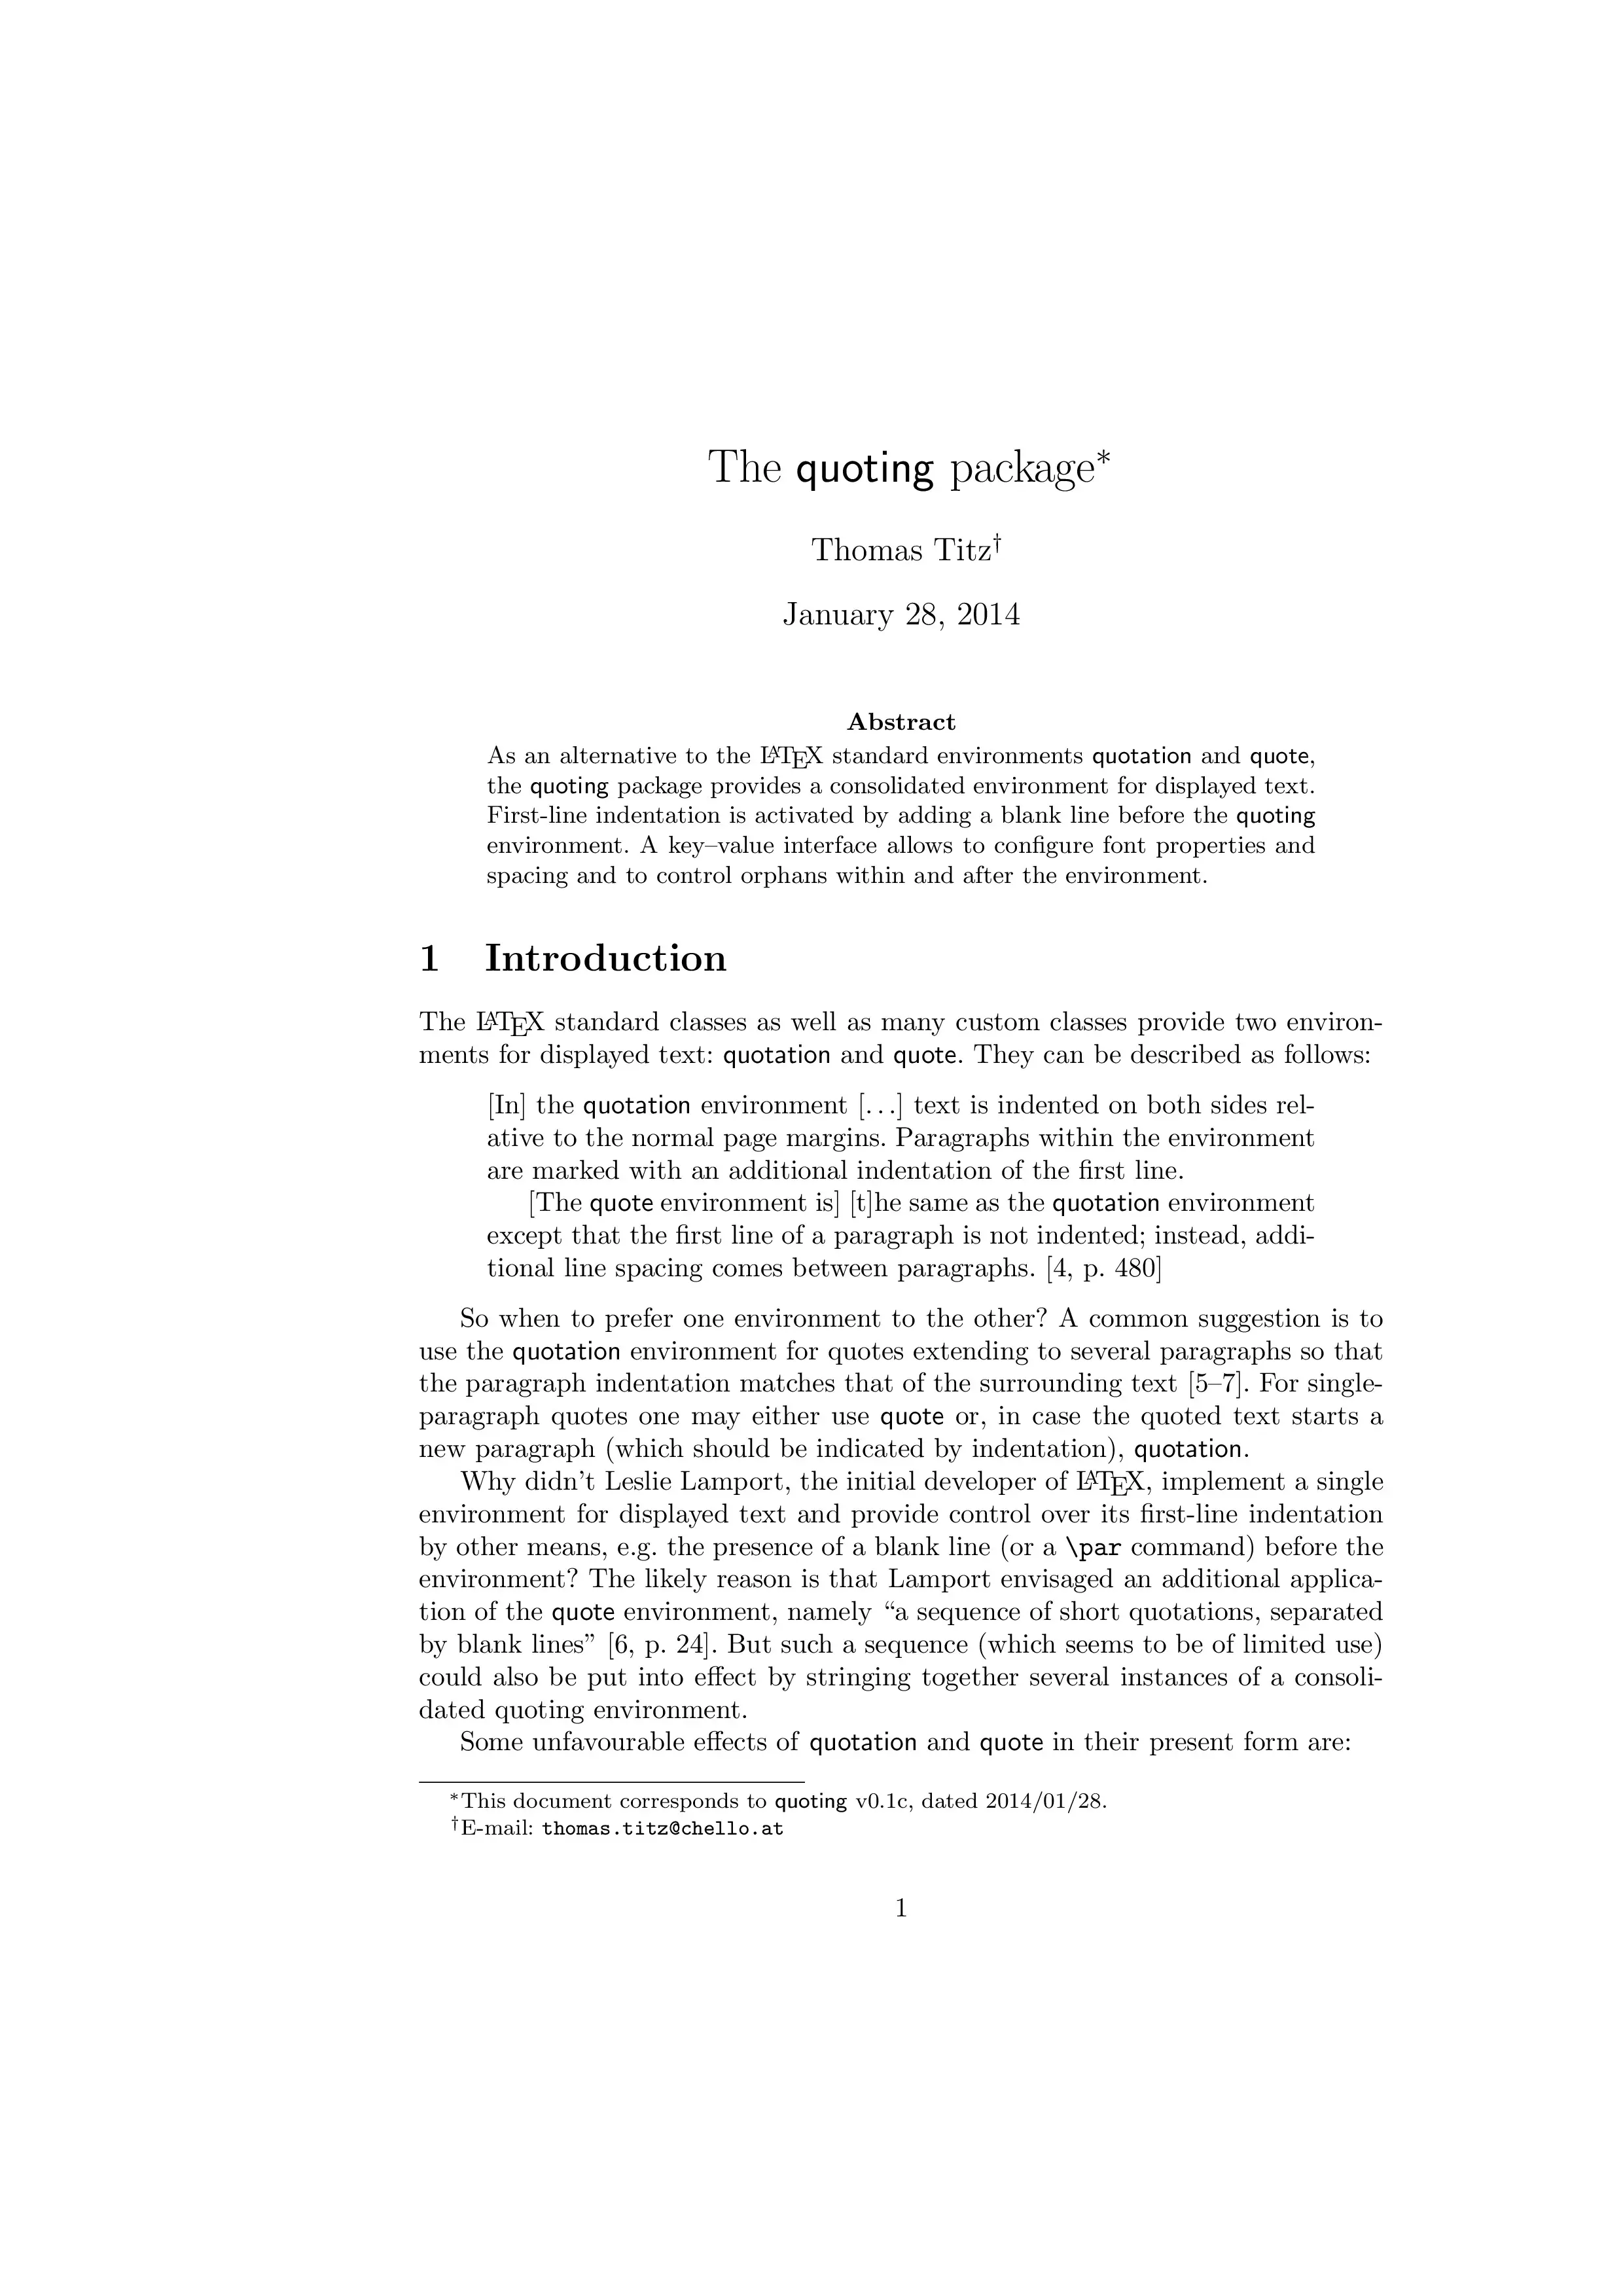 The quoting package*
Thomas Titz†
January 28, 2014
Abstract
As an alternative to the LATEX standard environments quotation and quote,
the quoting package provides a consolidated environment for displayed text.
First-line indentation is activated by adding a blank line before the quoting
environment. A key–value interface allows to configure font properties and
spacing and to control orphans within and after the environment.
1 Introduction
The LATEX standard classes as well as many custom classes provide two environ-
ments for displayed text: quotation and quote. They can be described as follows:
[In] the quotation environment [...] text is indented on both sides rel-
ative to the normal page margins. Paragraphs within the environment
are marked with an additional indentation of the first line.
[The quote environment is] [t]he same as the quotation environment
except that the first line of a paragraph is not indented; instead, addi-
tional line spacing comes between paragraphs. [4, p. 480]
So when to prefer one environment to the other? A common suggestion is to
use the quotation environment for quotes extending to several paragraphs so that
the paragraph indentation matches that of the surrounding text [5–7]. For single-
paragraph quotes one may either use quote or, in case the quoted text starts a
new paragraph (which should be indicated by indentation), quotation.
Why didn’t Leslie Lamport, the initial developer of LATEX, implement a single
environment for displayed text and provide control over its first-line indentation
by other means, e.g. the presence of a blank line (or a \par command) before the
environment? The likely reason is that Lamport envisaged an additional applica-
tion of the quote environment, namely “a sequence of short quotations, separated
by blank lines” [6, p. 24]. But such a sequence (which seems to be of limited use)
could also be put into effect by stringing together several instances of a consoli-
dated quoting environment.
Some unfavourable effects of quotation and quote in their present form are:
*This document corresponds to quoting v0.1c, dated 2014/01/28.
†E-mail: thomas.titz@chello.at
1